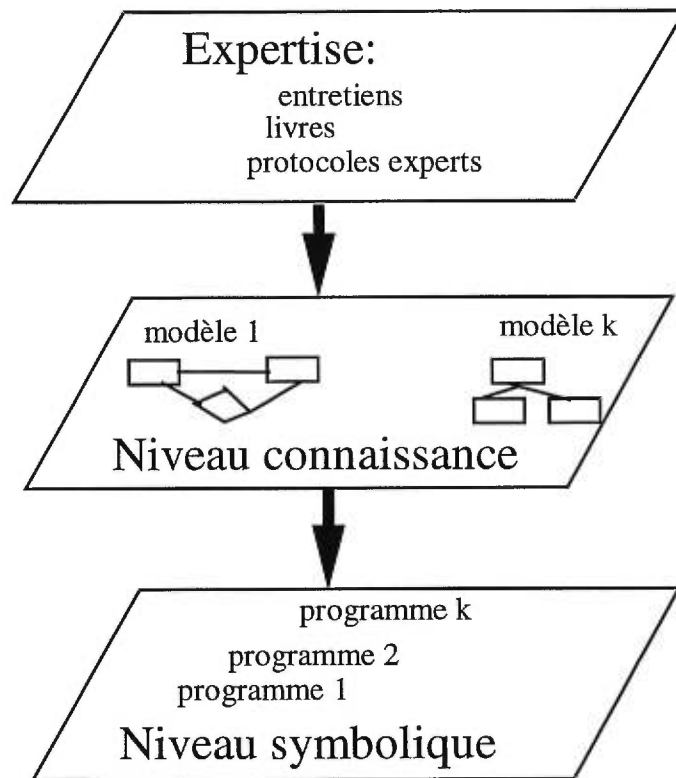 Expertise:
entretiens
livres
protocoles experts
modèle 1
modèle k
Niveau connaissance
programme k
programme 2
programme 1
Niveau symbolique